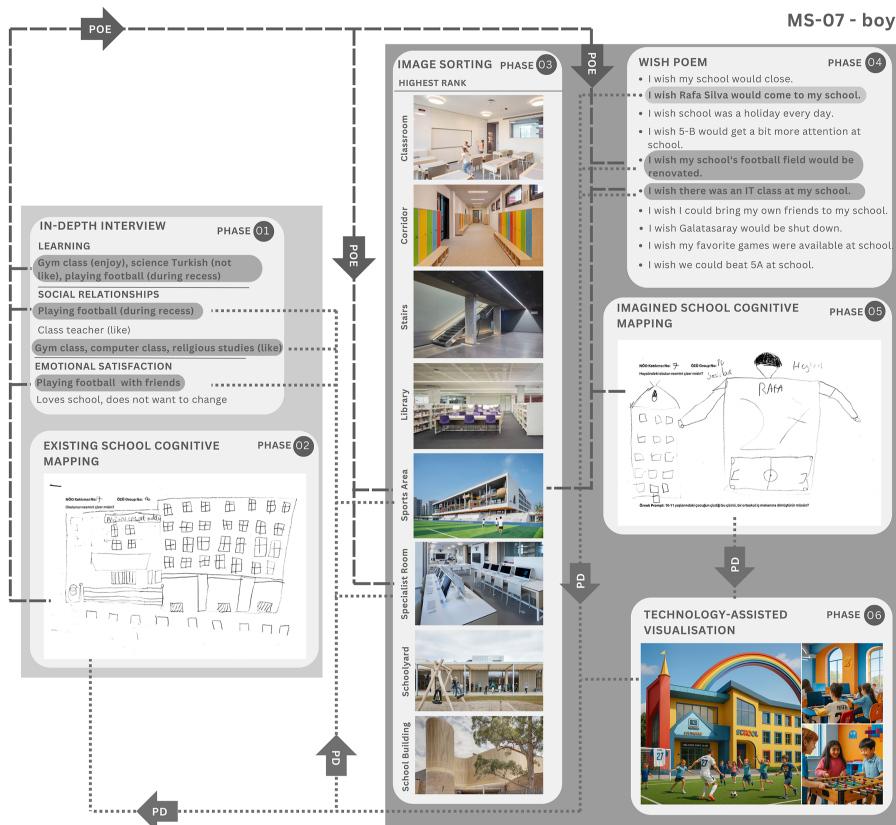 MS-07 - boy
POE
POE
POE
IN-DEPTH INTERVIEW
PHASE 01
LEARNING
Gym class (enjoy), science Turkish (not
like), playing football (during recess)
SOCIAL RELATIONSHIPS
Playing football (during recess)
Class teacher (like)
Gym class, computer class, religious studies (like)
EMOTIONAL SATISFACTION
Playing football with friends
Loves school, does not want to change
EXISTING SCHOOL COGNITIVE
MAPPING
PHASE 02
IMAGE SORTING PHASE 03
HIGHEST RANK
Classroom
Corridor
Stairs
Library
Sports Area
Specialist Room
Schoolyard
School Building
WISH POEM
PHASE 04
• I wish my school would close.
• I wish Rafa Silva would come to my school.
• I wish school was a holiday every day.
• I wish 5-B would get a bit more attention at
school.
• I wish my school's football field would be
renovated.
• I wish there was an IT class at my school.
• I wish I could bring my own friends to my school.
• I wish Galatasaray would be shut down.
• I wish my favorite games were available at school.
• I wish we could beat 5A at school.
IMAGINED SCHOOL COGNITIVE
MAPPING
PHASE 05
RAFA
27
TECHNOLOGY-ASSISTED
VISUALISATION
PHASE 06
SCHOOL
27
27
PD
PD
PD
PD